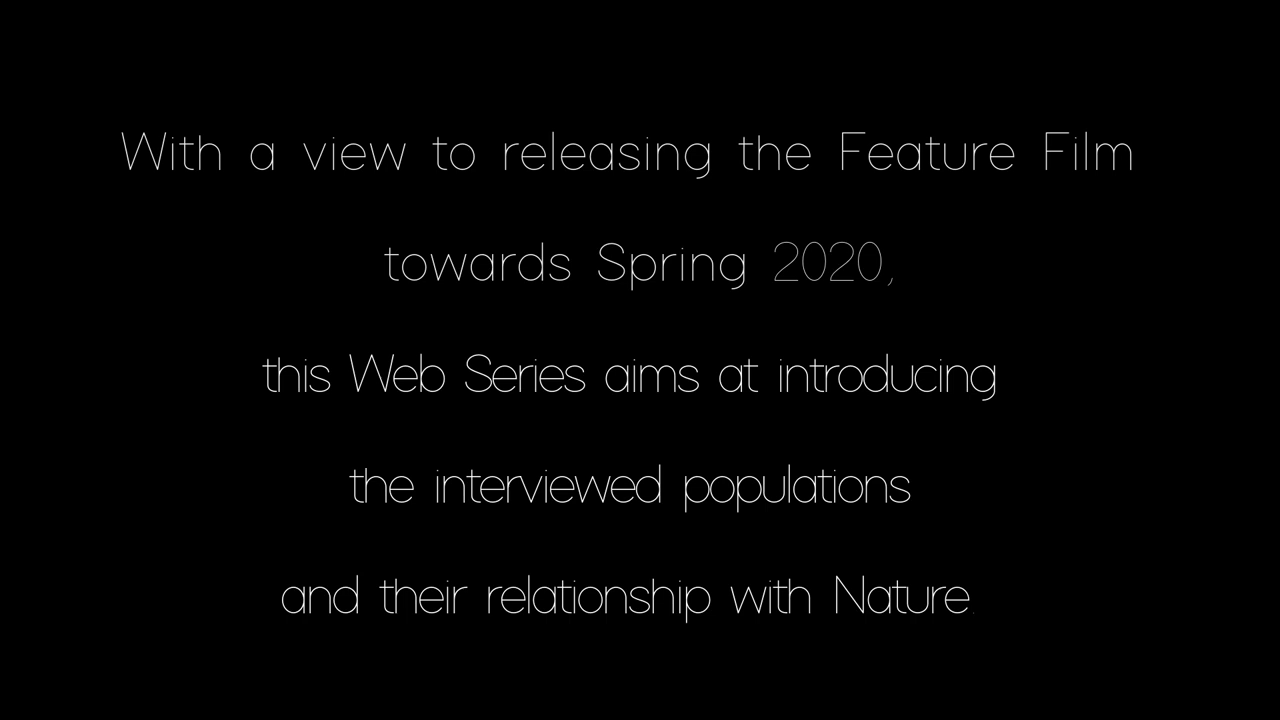 With a view to releasing the Feature Film
towards Spring 2020,
this Web Series aims at introducing
the interviewed populations
and their relationship with Nature.